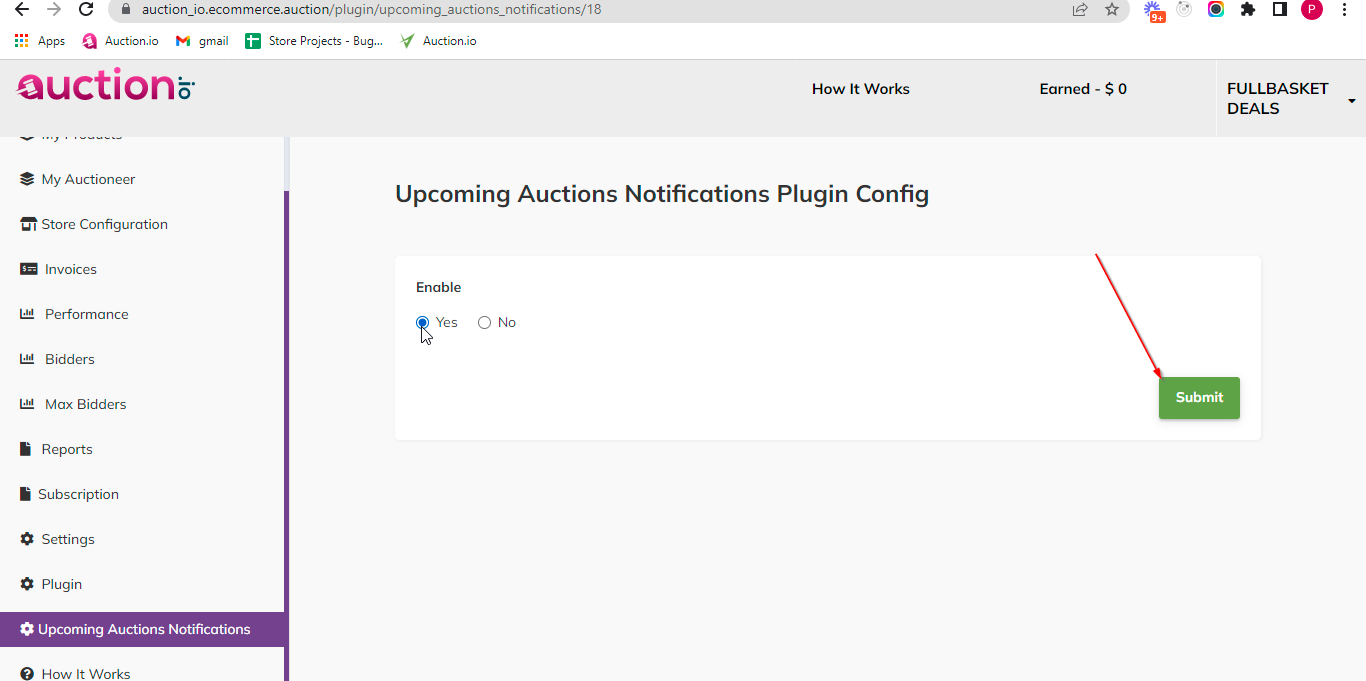 auction_io.ecommerce.auction/plugin/upcoming_auctions_notifications/18
9+
P
Apps
Auction.io
gmail
Store Projects - Bug...
Auction.io
auction.io
How It Works
Earned - $ 0
FULLBASKET
DEALS
My Products
My Auctioneer
Store Configuration
Invoices
Performance
Bidders
Max Bidders
Reports
Subscription
Settings
Plugin
Upcoming Auctions Notifications
How It Works
Upcoming Auctions Notifications Plugin Config
Enable
Yes
No
Submit